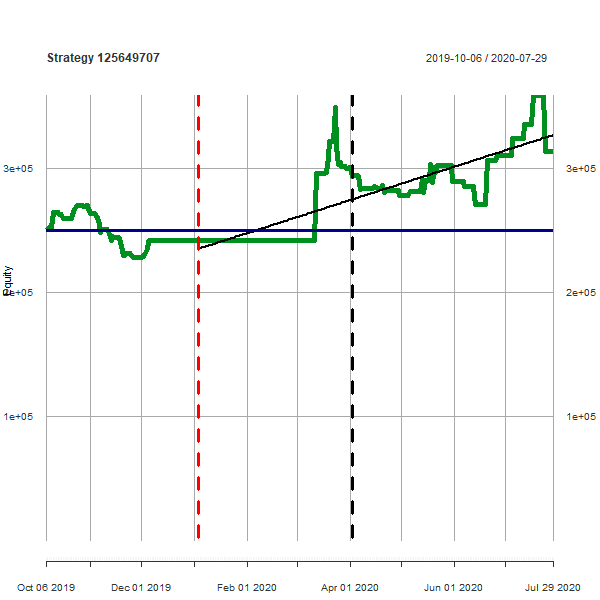 Strategy 125649707
2019-10-06 / 2020-07-29
3e+05
3e+05
Equity
2e+05
2e+05
1e+05
1e+05
Oct 06 2019
Dec 01 2019
Feb 01 2020
Apr 01 2020
Jun 01 2020
Jul 29 2020